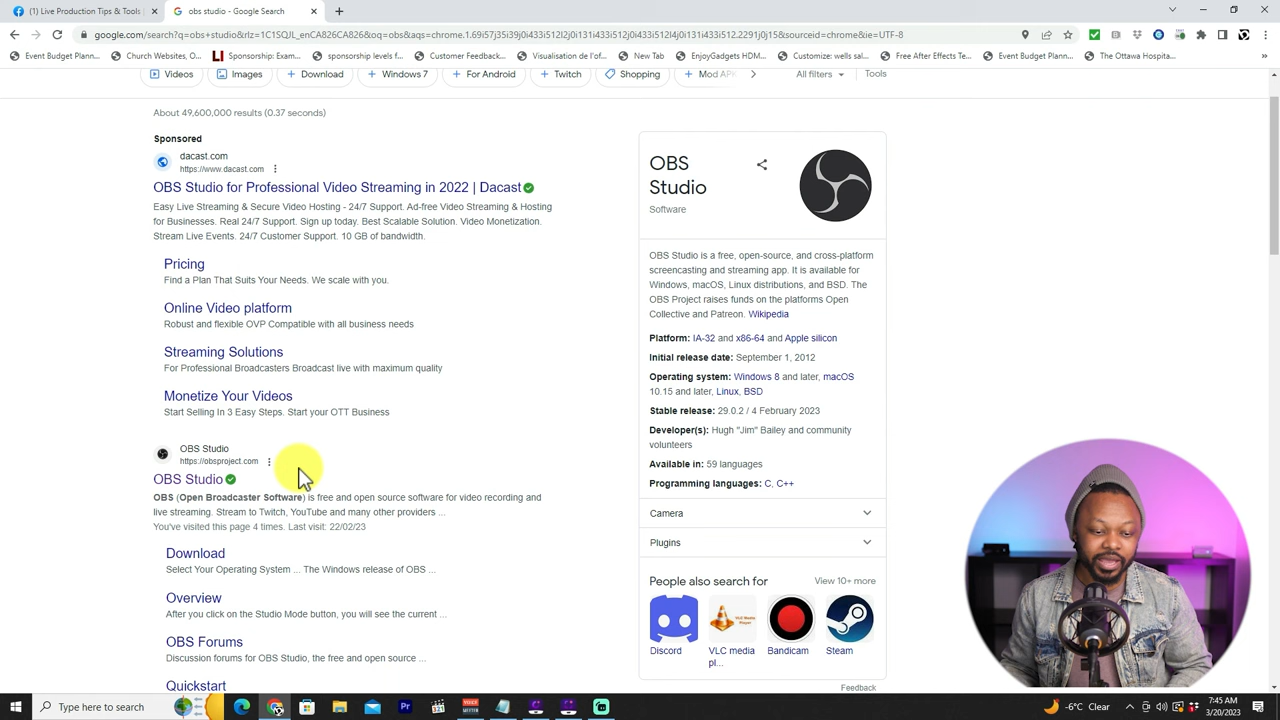 (1) Live Production Tips & Tools |
obs studio - Google Search
google.com/search?q=obs+studio&rlz=1C1SQJL_enCA826CA826&oq=obs&aqs=chrome.1.69i57j35i39i433i512l2j0i131i433i512j0i433i512l4j0i131i433i512.2291j0j15&sourceid=chrome&ie=UTF-8
Event Budget Plann...
Church Websites, O...
Sponsorship: Exam...
sponsorship levels f...
Customer Feedback...
Visualisation de l'of...
New Tab
EnjoyGadgets HDM...
Customize: wells sal...
Free After Effects Te...
Event Budget Plann...
The Ottawa Hospita...
Videos
Images
Download
Windows 7
For Android
Twitch
Shopping
Mod APK
All filters
Tools
About 49,600,000 results (0.37 seconds)
Sponsored
dacast.com
https://www.dacast.com
OBS Studio for Professional Video Streaming in 2022 | Dacast
Easy Live Streaming & Secure Video Hosting - 24/7 Support. Ad-free Video Streaming & Hosting
for Businesses. Real 24/7 Support. Sign up today. Best Scalable Solution. Video Monetization.
Stream Live Events. 24/7 Customer Support. 10 GB of bandwidth.
Pricing
Find a Plan That Suits Your Needs. We scale with you.
Online Video platform
Robust and flexible OVP Compatible with all business needs
Streaming Solutions
For Professional Broadcasters Broadcast live with maximum quality
Monetize Your Videos
Start Selling In 3 Easy Steps. Start your OTT Business
OBS Studio
https://obsproject.com
OBS Studio
OBS (Open Broadcaster Software) is free and open source software for video recording and
live streaming. Stream to Twitch, YouTube and many other providers ...
You've visited this page 4 times. Last visit: 22/02/23
Download
Select Your Operating System ... The Windows release of OBS ...
Overview
After you click on the Studio Mode button, you will see the current ...
OBS Forums
Discussion forums for OBS Studio, the free and open source ...
Quickstart
OBS
Studio
Software
OBS Studio is a free, open-source, and cross-platform
screencasting and streaming app. It is available for
Windows, macOS, Linux distributions, and BSD. The
OBS Project raises funds on the platforms Open
Collective and Patreon. Wikipedia
Platform: IA-32 and x86-64 and Apple silicon
Initial release date: September 1, 2012
Operating system: Windows 8 and later, macOS
10.15 and later, Linux, BSD
Stable release: 29.0.2 / 4 February 2023
Developer(s): Hugh "Jim" Bailey and community
volunteers
Available in: 59 languages
Programming languages: C, C++
Camera
Plugins
People also search for
View 10+ more
Discord
VLC media
pl...
Bandicam
Steam
Feedback
Type here to search
-6°C Clear
7:45 AM
3/20/2023